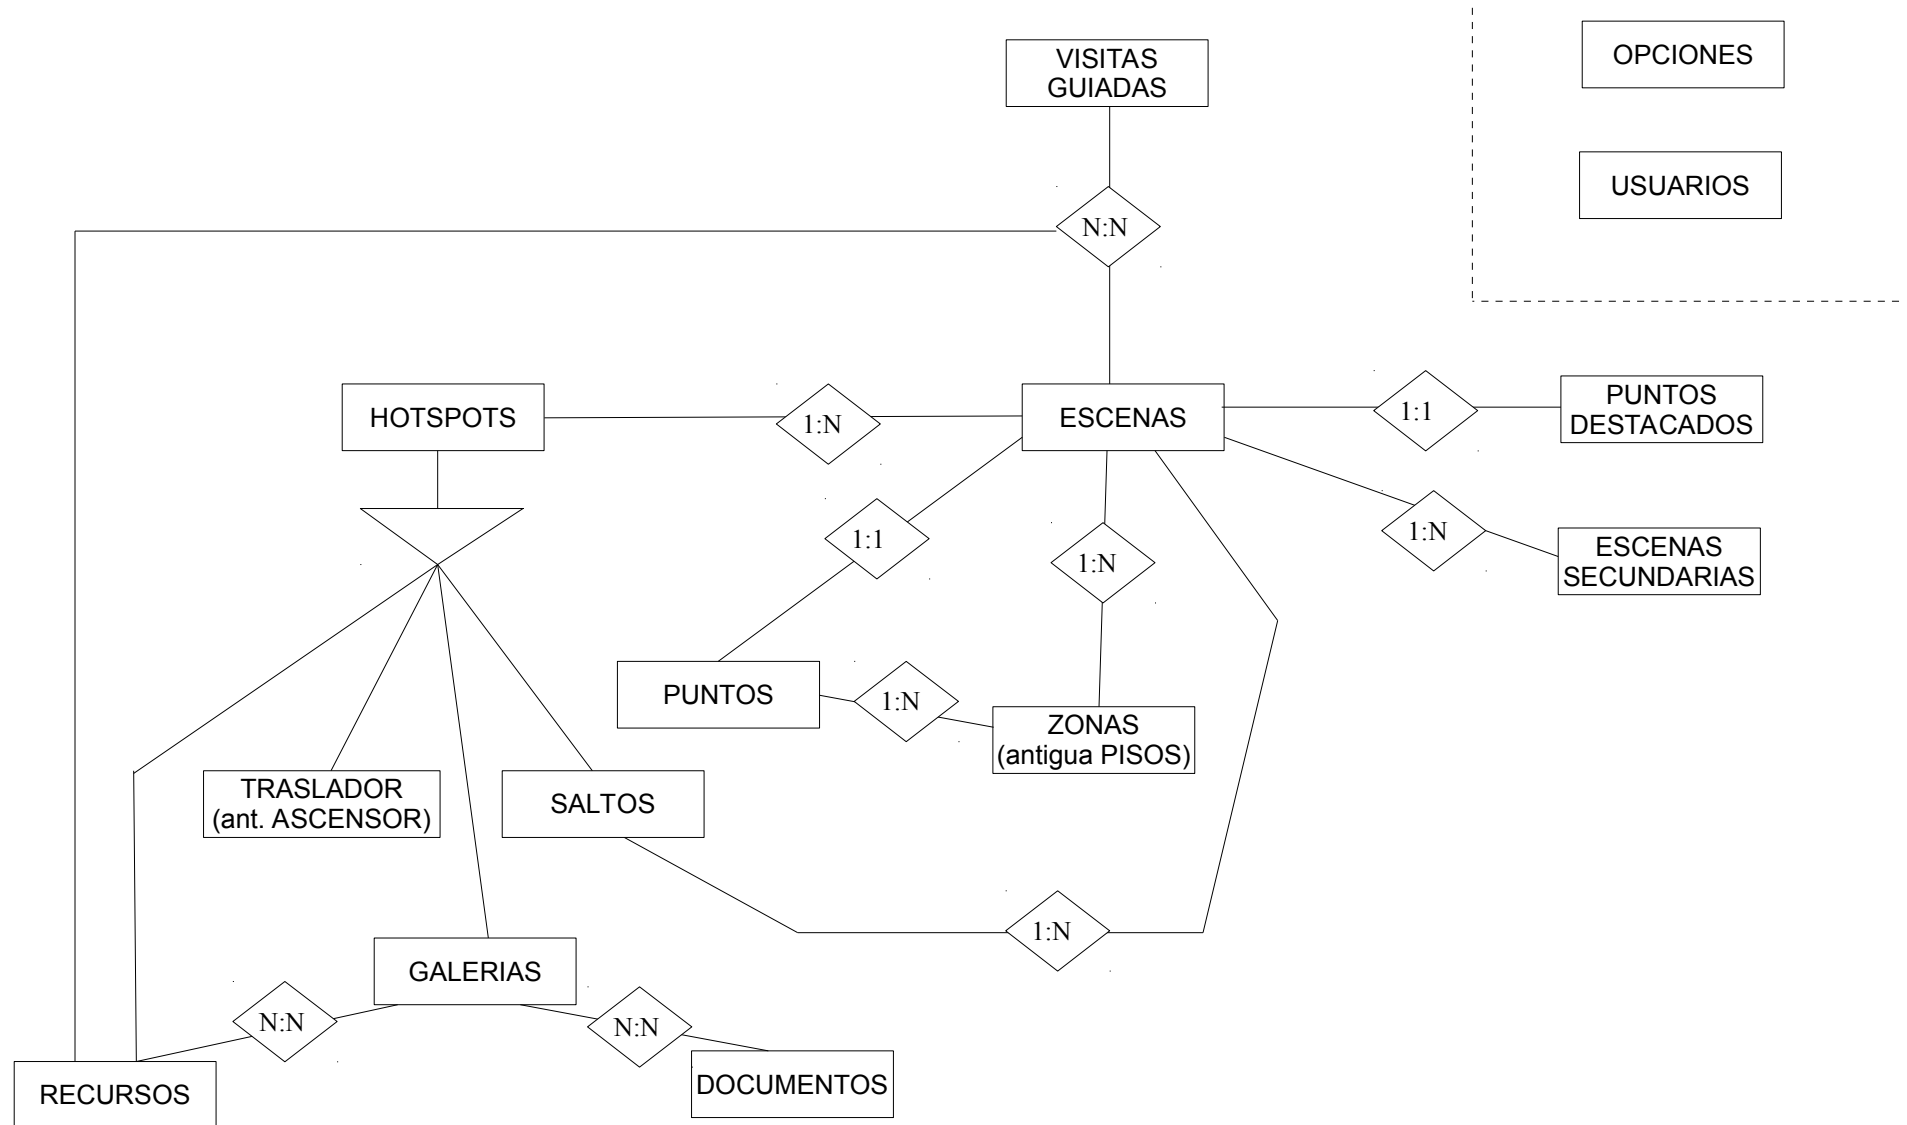 VISITAS
GUIADAS
OPCIONES
USUARIOS
N:N
HOTSPOTS
1:N
ESCENAS
1:1
PUNTOS
DESTACADOS
1:1
1:N
1:N
ESCENAS
SECUNDARIAS
PUNTOS
1:N
ZONAS
(antigua PISOS)
TRASLADOR
(ant. ASCENSOR)
SALTOS
1:N
GALERIAS
N:N
N:N
RECURSOS
DOCUMENTOS